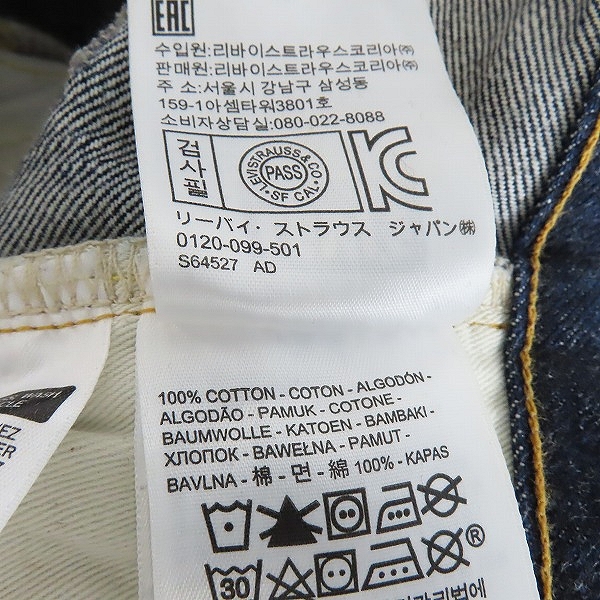 EAC
수입원: 리바이스트라우스코리아㈜
판매원: 리바이스트라우스코리아㈜
주 소: 서울시 강남구 삼성동
159-1아셈타워3801호
소비자상담실: 080-022-8088
검사필
LEVI STRAUSS & CO
PASS
SF CAL.
リーバイ・ストラウス ジャパン㈱
0120-099-501
S64527 AD
100% COTTON - COTON - ALGODÓN -
ALGODÃO - PAMUK - COTONE -
BAUMWOLLE - KATOEN - BAMBAKI -
ХЛОПОК - BAWEŁNA - PAMUT -
BAVLNA - 棉 - 면 - 綿 100% - KAPAS
30
WASH